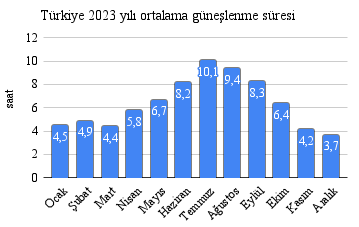 Türkiye 2023 yılı ortalama güneşlenme süresi
saat
12
10
8
6
4
2
0
4,5
4,9
4,4
5,8
6,7
8,2
10,1
9,4
8,3
6,4
4,2
3,7
Ocak
Şubat
Mart
Nisan
Mayıs
Haziran
Temmuz
Ağustos
Eylül
Ekim
Kasım
Aralık